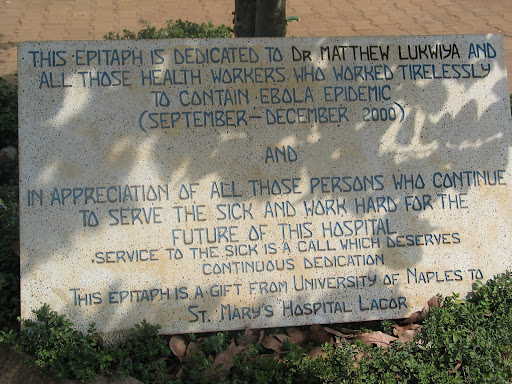 THIS EPITAPH IS DEDICATED TO DR MATTHEW LUKWIYA AND
ALL THOSE HEALTH WORKERS WHO WORKED TIRELESSLY
TO CONTAIN EBOLA EPIDEMIC
(SEPTEMBER-DECEMBER 2000)
AND
IN APPRECIATION OF ALL THOSE PERSONS WHO CONTINUE
TO SERVE THE SICK AND WORK HARD FOR THE
FUTURE OF THIS HOSPITAL
.SERVICE TO THE SICK IS A CALL WHICH DESERVES
CONTINUOUS DEDICATION
THIS EPITAPH IS A GIFT FROM UNIVERSITY OF NAPLES TO
ST. MARY'S HOSPITAL LACOR